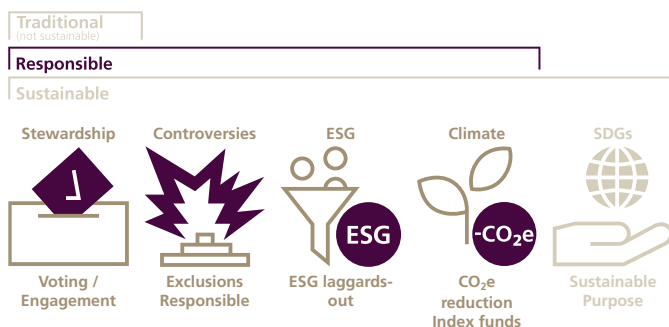 Traditional
(not sustainable)
Responsible
Sustainable
Stewardship
Controversies
ESG
Climate
SDGs
ESG
-CO₂e
Voting /
Engagement
Exclusions
Responsible
ESG laggards-
out
CO₂e
reduction
Index funds
Sustainable
Purpose